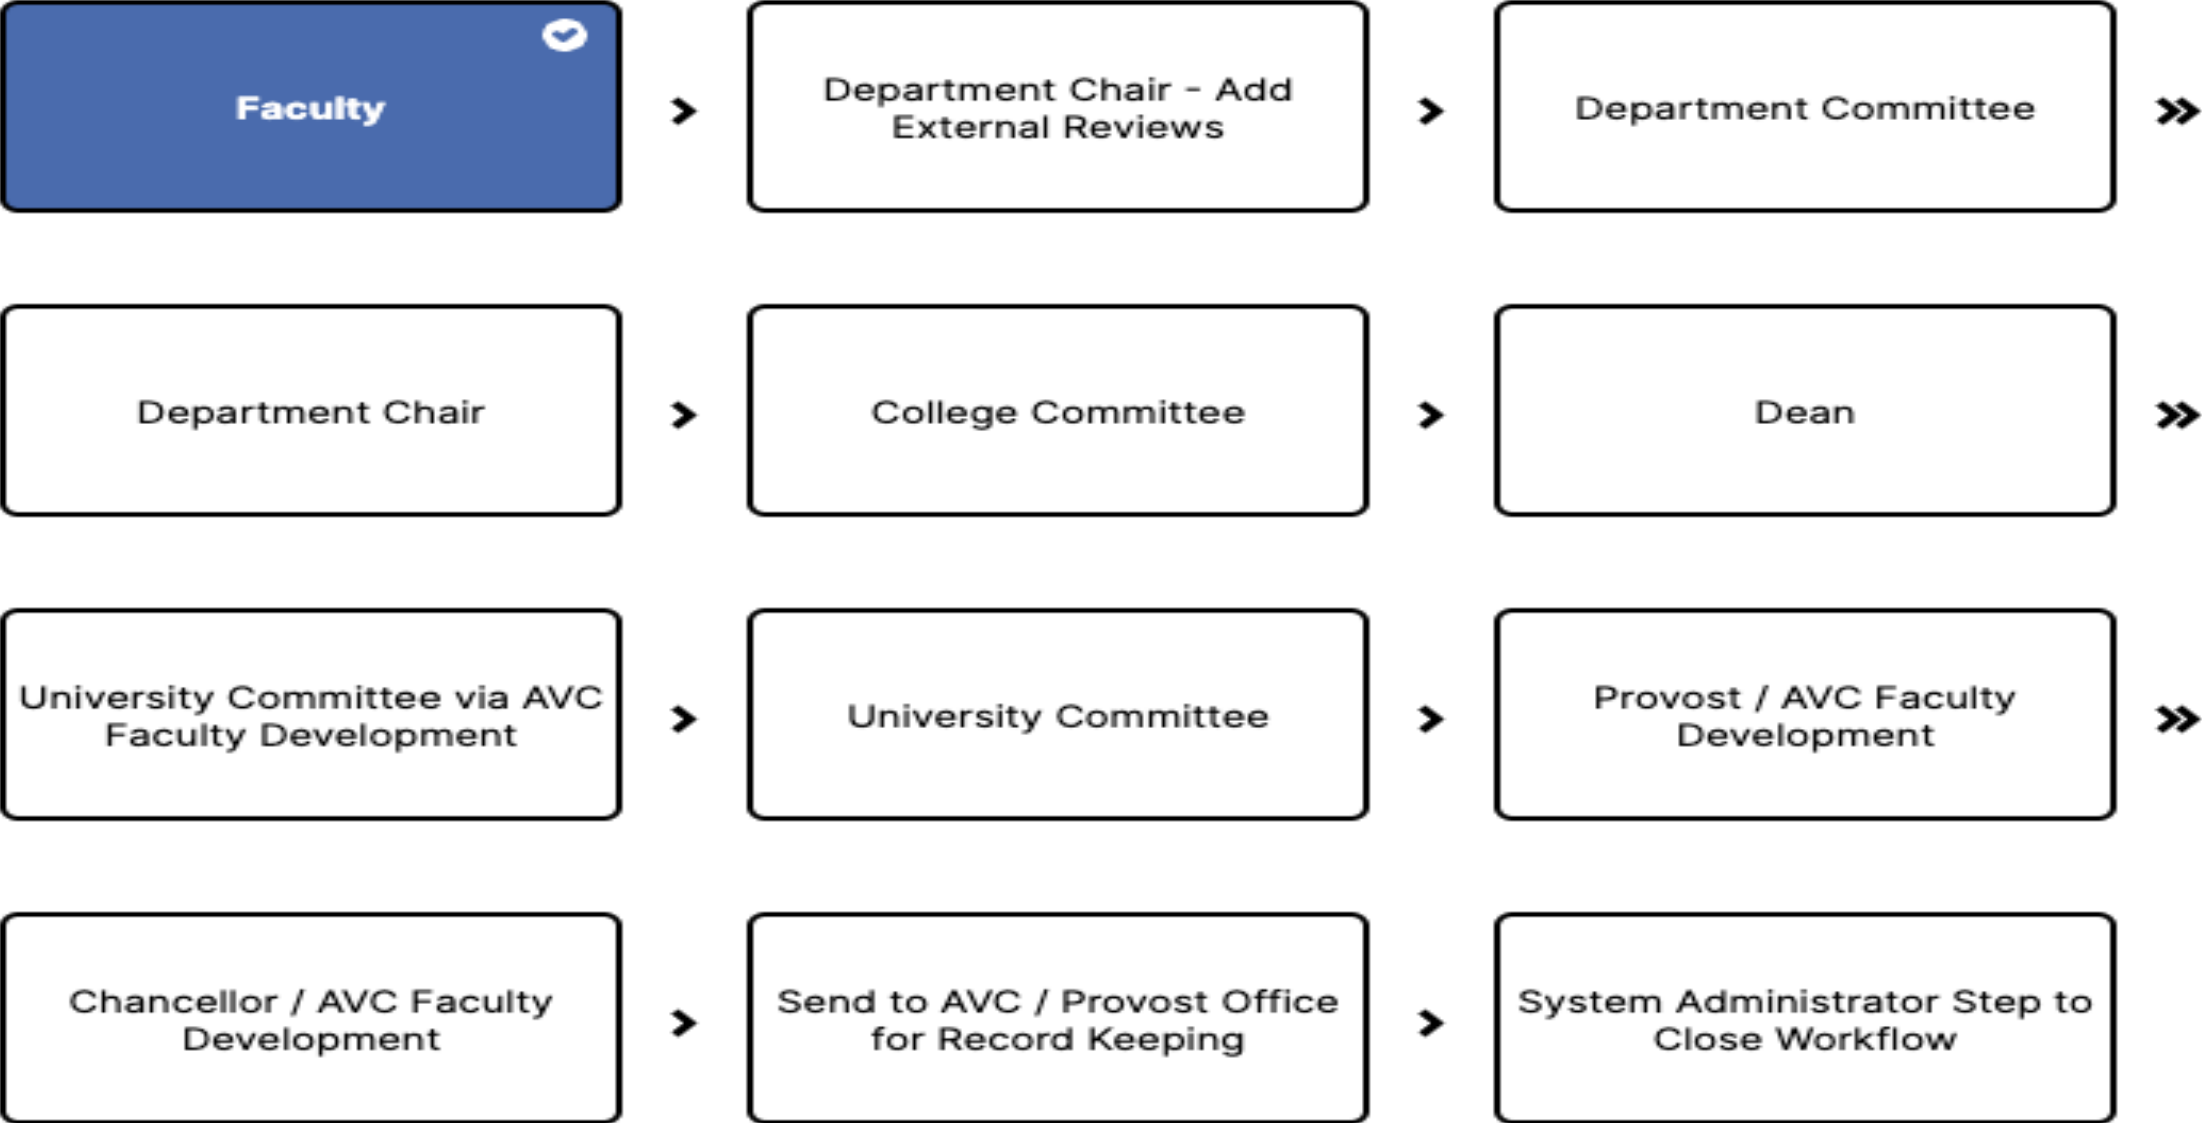 Faculty
Department Chair - Add
External Reviews
Department Committee
Department Chair
College Committee
Dean
University Committee via AVC
Faculty Development
University Committee
Provost / AVC Faculty
Development
Chancellor / AVC Faculty
Development
Send to AVC / Provost Office
for Record Keeping
System Administrator Step to
Close Workflow